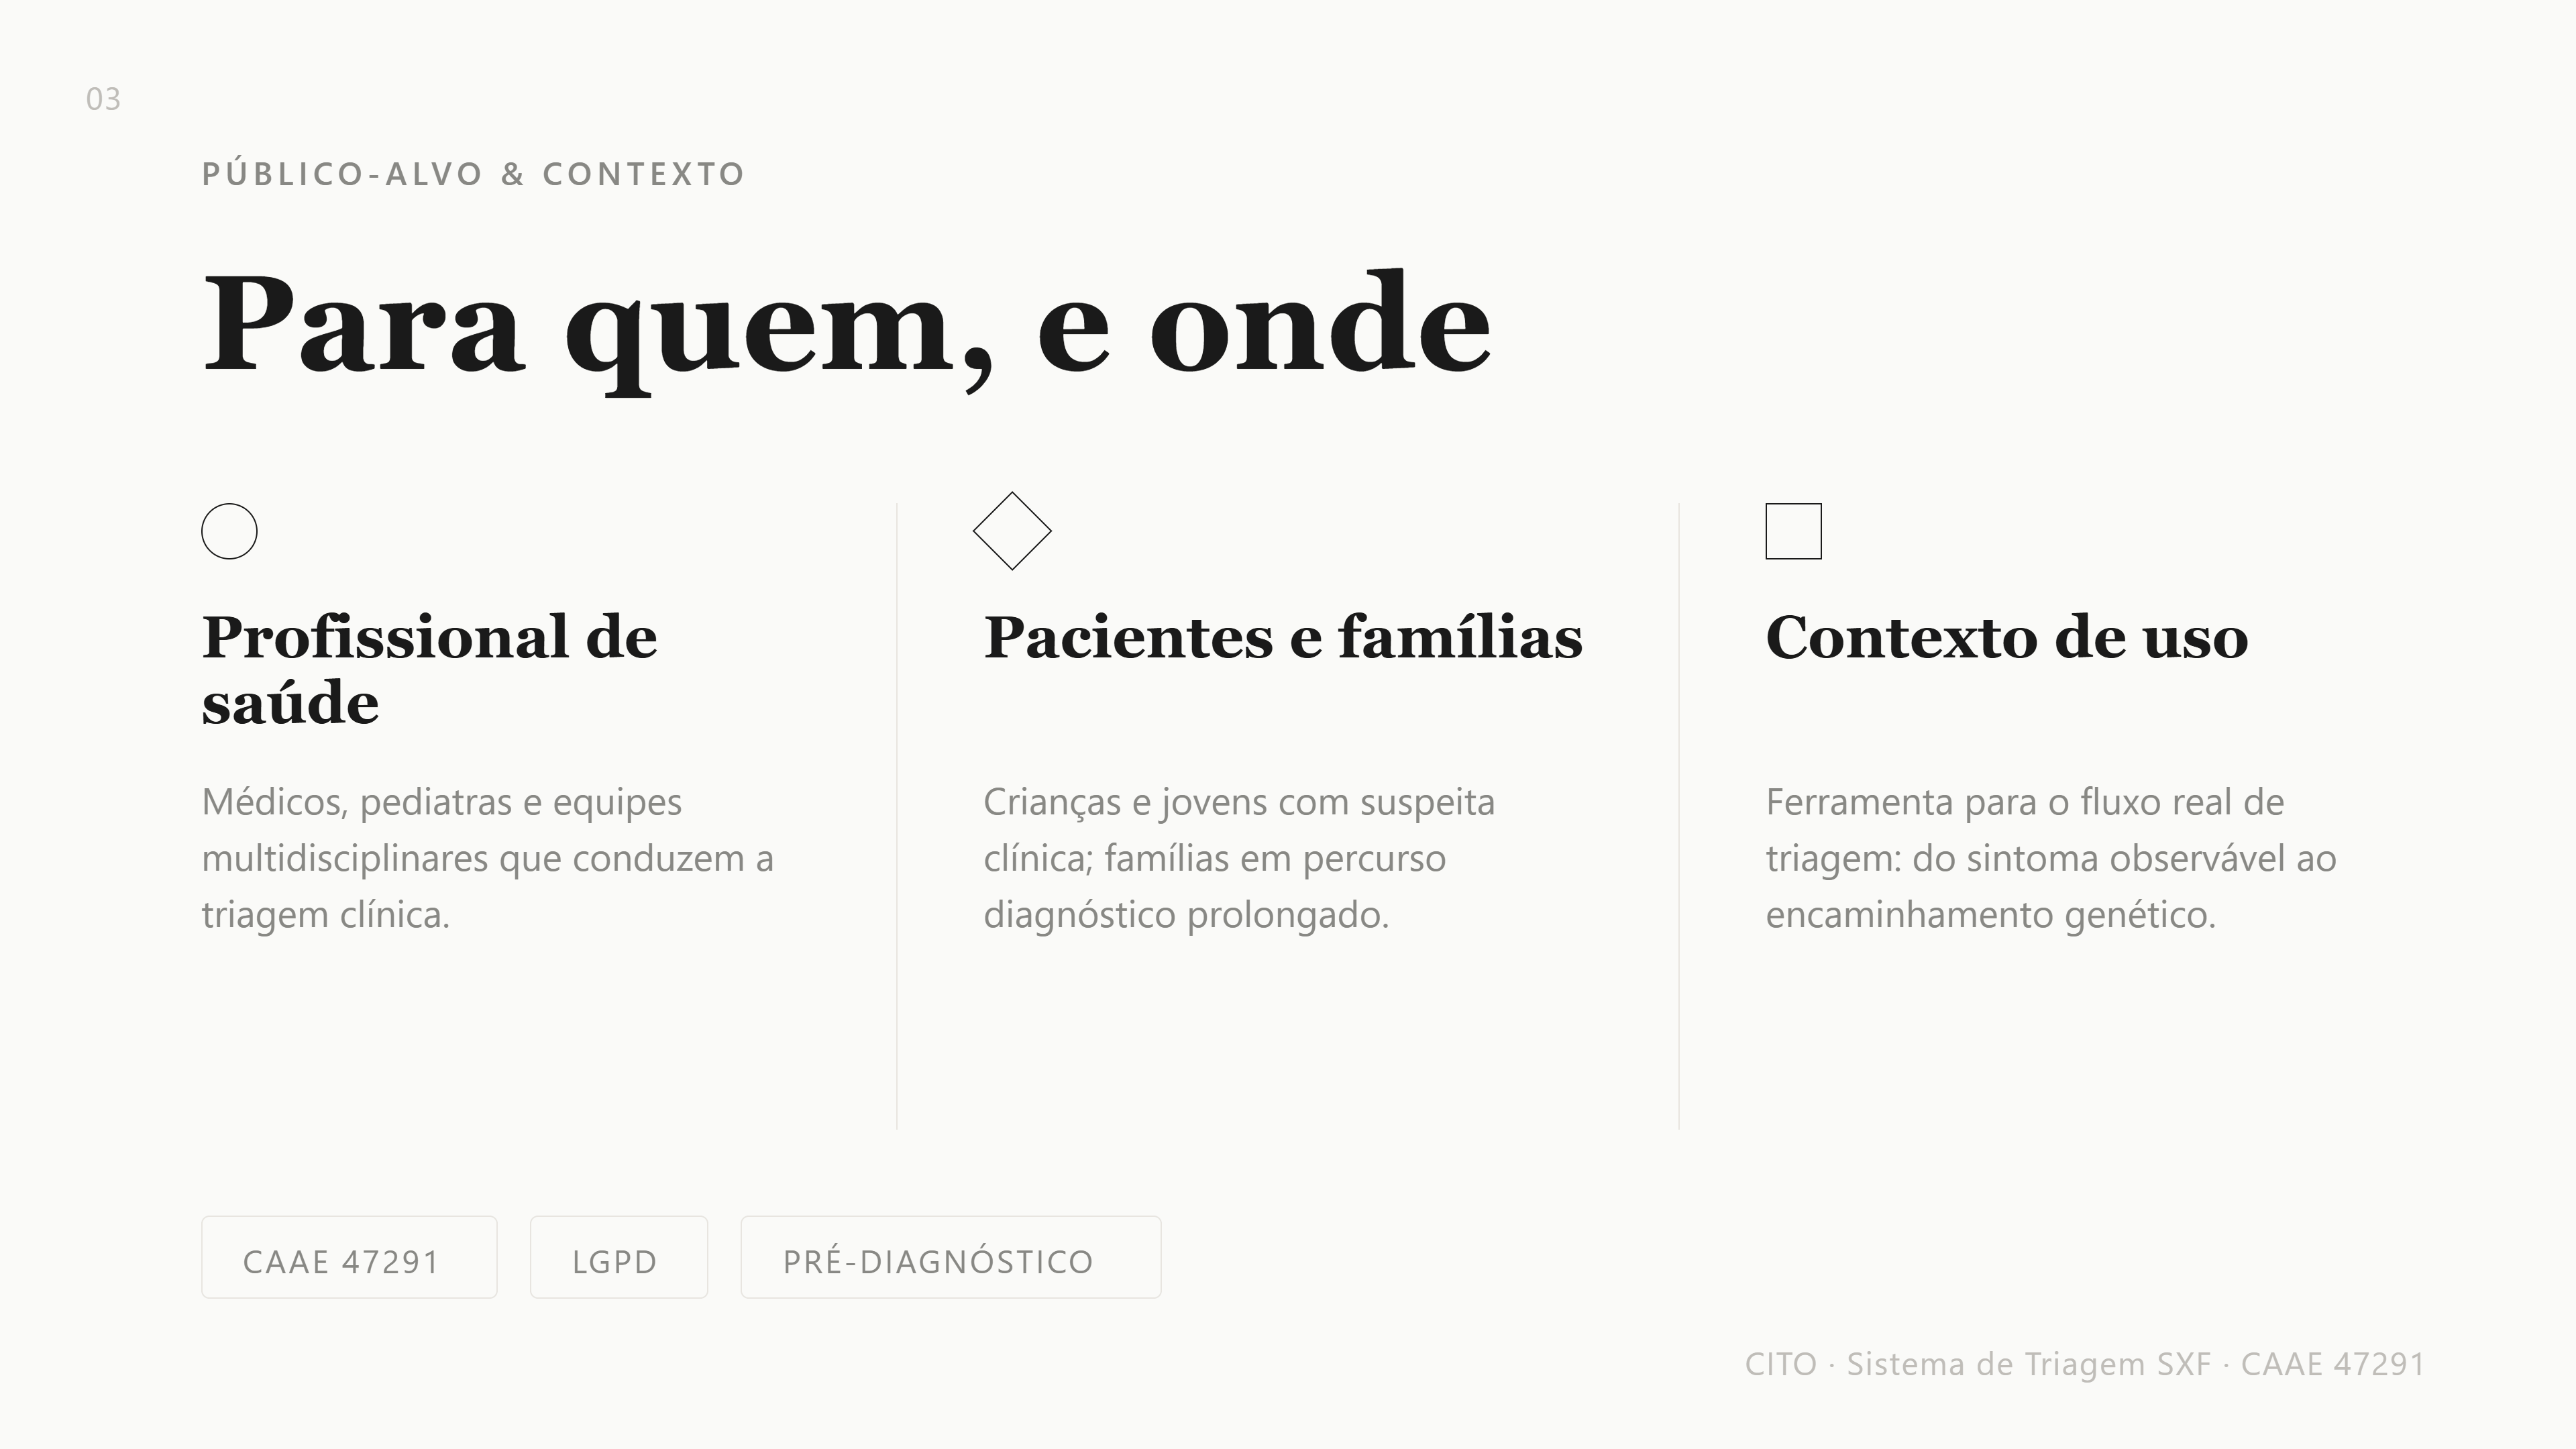 03
PÚBLICO-ALVO & CONTEXTO
Para quem, e onde
Profissional de
saúde
Médicos, pediatras e equipes
multidisciplinares que conduzem a
triagem clínica.
Pacientes e famílias
Crianças e jovens com suspeita
clínica; famílias em percurso
diagnóstico prolongado.
Contexto de uso
Ferramenta para o fluxo real de
triagem: do sintoma observável ao
encaminhamento genético.
CAAE 47291
LGPD
PRÉ-DIAGNÓSTICO
CITO · Sistema de Triagem SXF · CAAE 47291